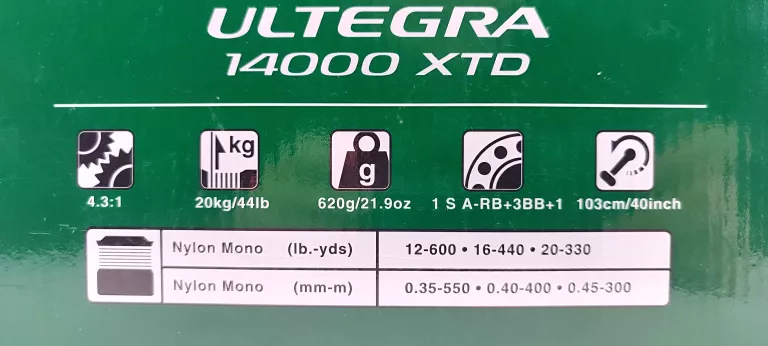 ULTEGRA
14000 XTD
kg
g
4.3:1 20kg/44lb 620g/21.9oz 1 S A-RB+3BB+1 103cm/40inch
Nylon Mono (lb.-yds) 12-600 • 16-440 • 20-330
Nylon Mono (mm-m) 0.35-550 • 0.40-400 • 0.45-300